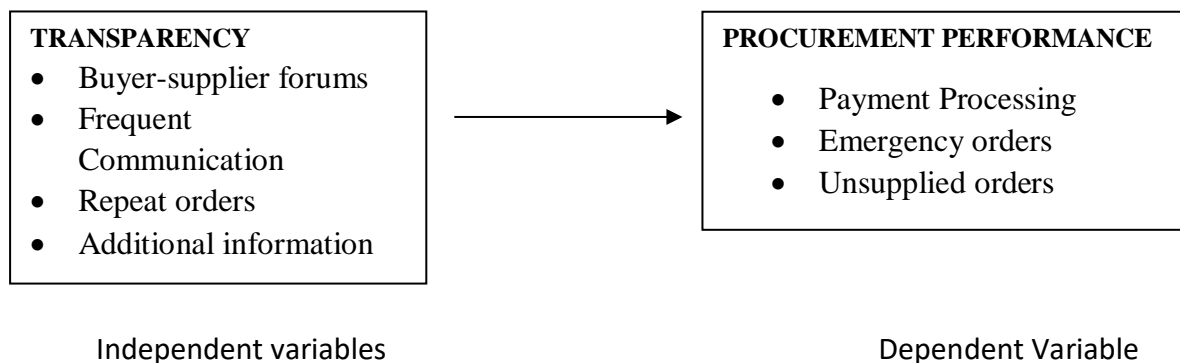 TRANSPARENCY
• Buyer-supplier forums
• Frequent
Communication
• Repeat orders
• Additional information
PROCUREMENT PERFORMANCE
• Payment Processing
• Emergency orders
• Unsupplied orders
Independent variables
Dependent Variable